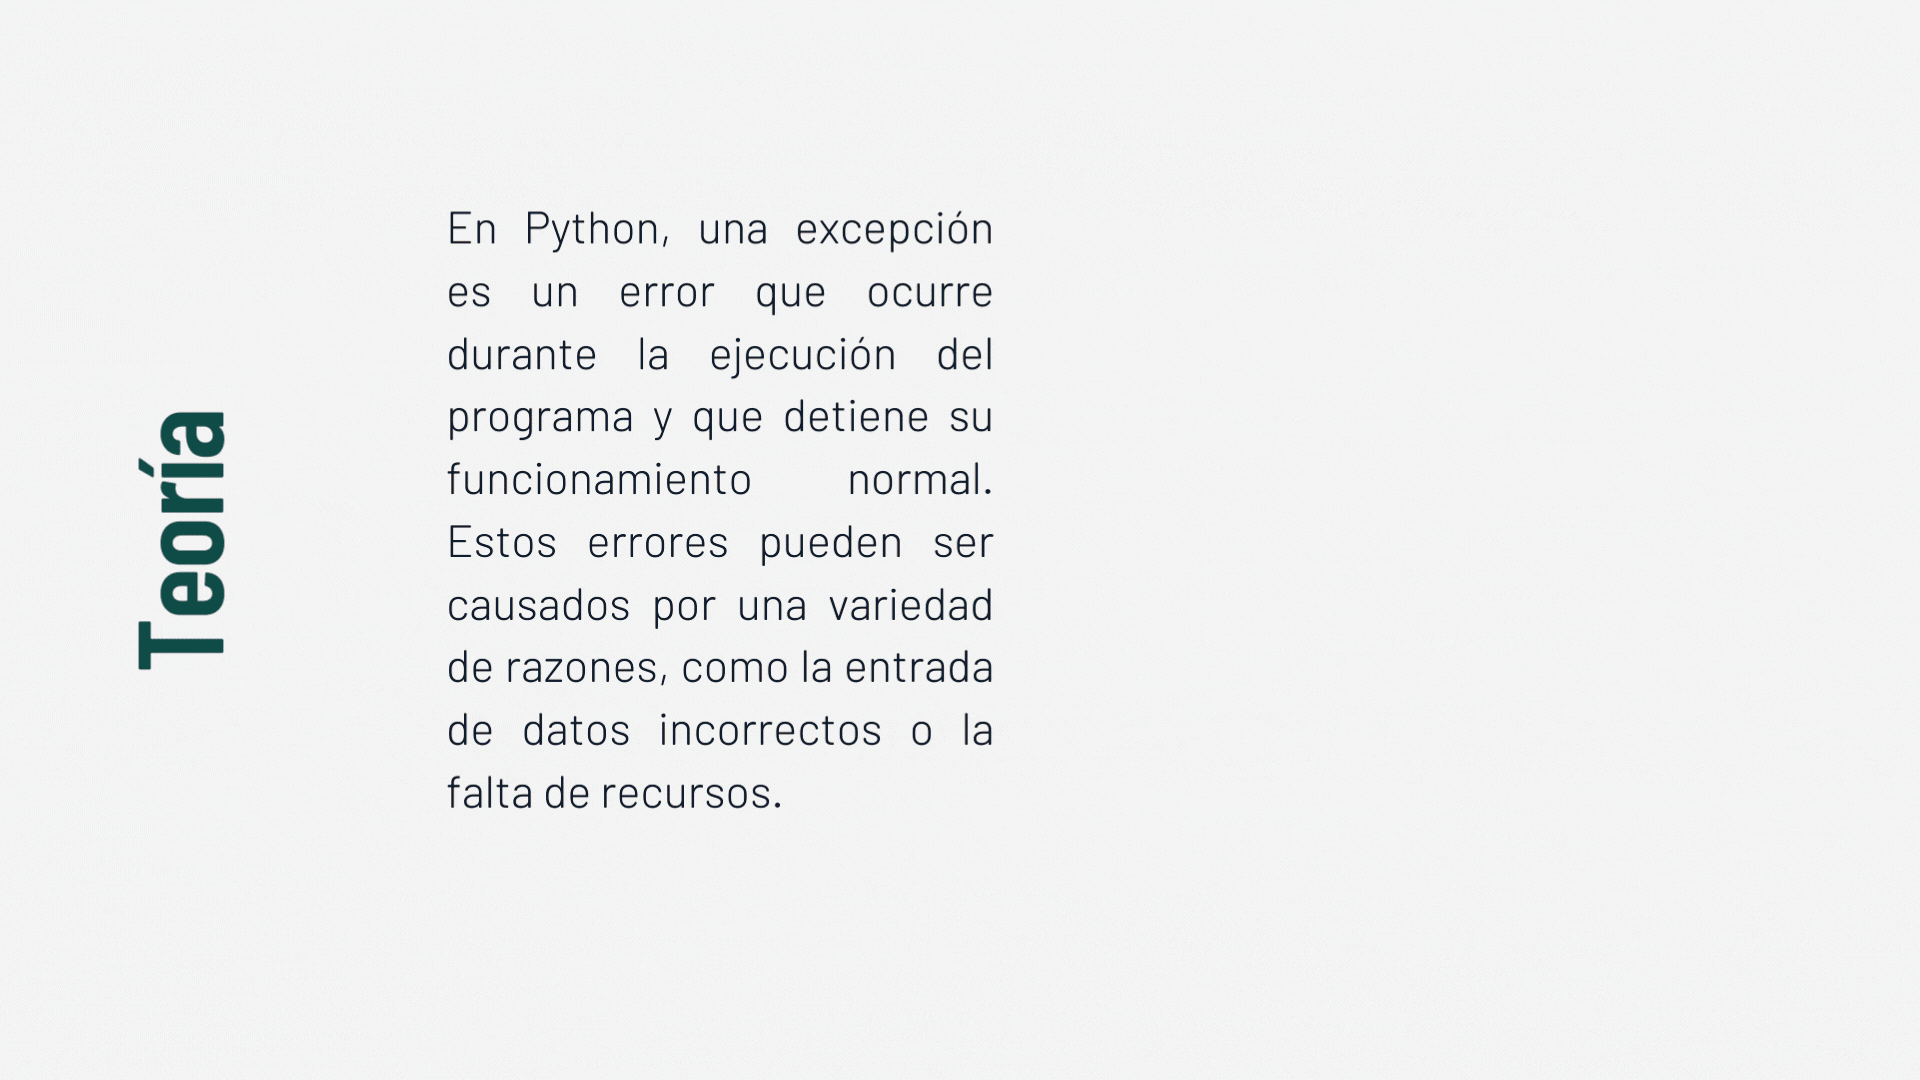 Teoría
En Python, una excepción
es un error que ocurre
durante la ejecución del
programa y que detiene su
funcionamiento normal.
Estos errores pueden ser
causados por una variedad
de razones, como la entrada
de datos incorrectos o la
falta de recursos.